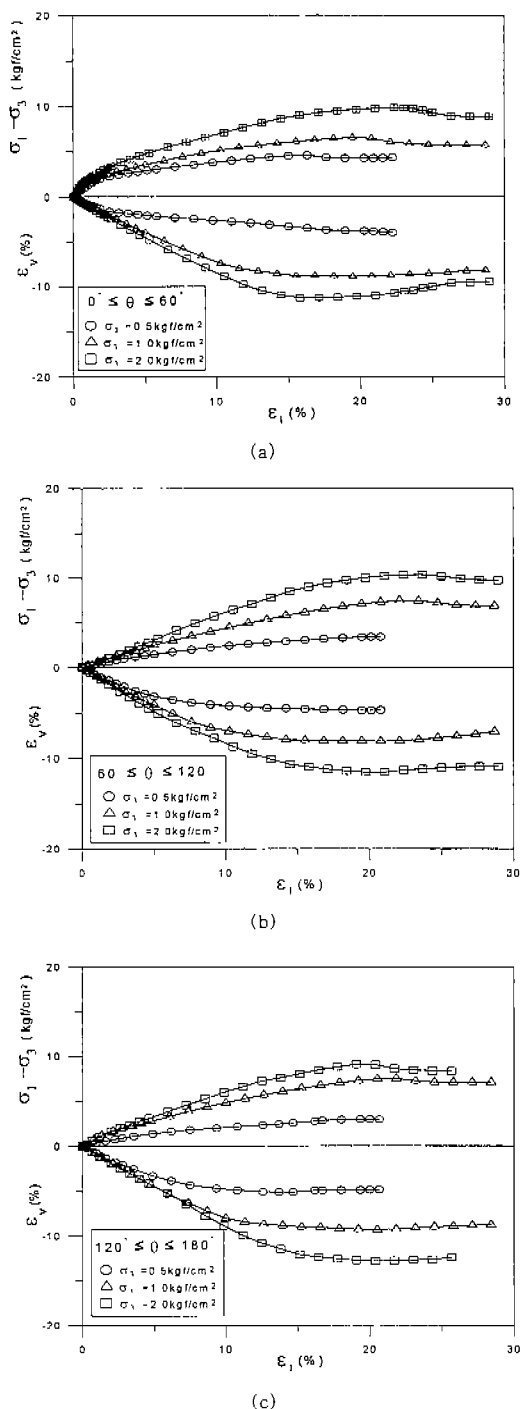 20
10
0
-10
-20
σ₁ −σ₃ ( kgf/cm²)
εᵥ (%)
0° ≤ θ ≤ 60°
σ₃ =0.5kgf/cm²
σ₃ =1.0kgf/cm²
σ₃ =2.0kgf/cm²
0 10 20 30
ε₁ (%)
(a)
20
10
0
-10
-20
σ₁ −σ₃ ( kgf/cm²)
εᵥ (%)
60 ≤ θ ≤ 120
σ₃ =0.5kgf/cm²
σ₃ =1.0kgf/cm²
σ₃ =2.0kgf/cm²
0 10 20 30
ε₁ (%)
(b)
20
10
0
-10
-20
σ₁ −σ₃ ( kgf/cm²)
εᵥ (%)
120° ≤ θ ≤ 180°
σ₃ =0.5kgf/cm²
σ₃ =1.0kgf/cm²
σ₃ =2.0kgf/cm²
0 10 20 30
ε₁ (%)
(c)